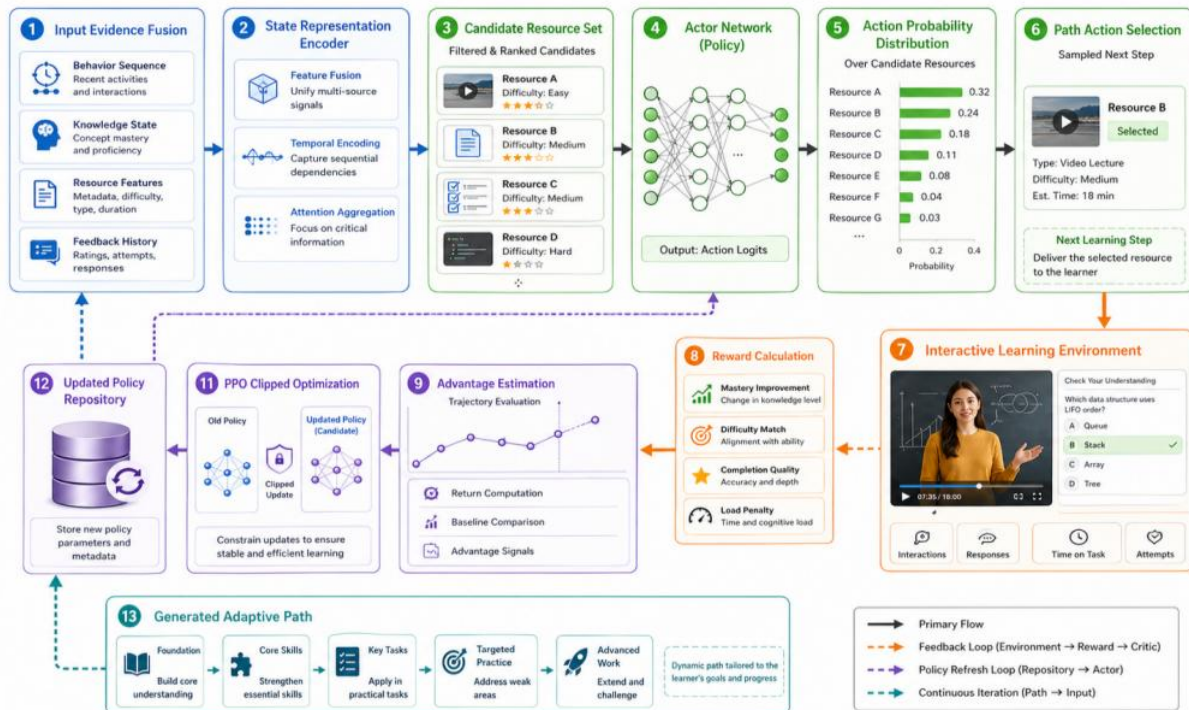 1 Input Evidence Fusion
Behavior Sequence
Recent activities
and interactions
Knowledge State
Concept mastery
and proficiency
Resource Features
Metadata, difficulty,
type, duration
Feedback History
Ratings, attempts,
responses
2 State Representation
Encoder
Feature Fusion
Unify multi-source
signals
Temporal Encoding
Capture sequential
dependencies
Attention Aggregation
Focus on critical
information
3 Candidate Resource Set
Filtered & Ranked Candidates
Resource A
Difficulty: Easy
Resource B
Difficulty: Medium
Resource C
Difficulty: Medium
Resource D
Difficulty: Hard
4 Actor Network
(Policy)
...
Output: Action Logits
5 Action Probability
Distribution
Over Candidate Resources
Resource A 0.32
Resource B 0.24
Resource C 0.18
Resource D 0.11
Resource E 0.08
Resource F 0.04
Resource G 0.03
...
0 0.2 0.4
Probability
6 Path Action Selection
Sampled Next Step
Resource B
Selected
Type: Video Lecture
Difficulty: Medium
Est. Time: 18 min
Next Learning Step
Deliver the selected resource
to the learner
7 Interactive Learning Environment
07:35 / 18:00
Check Your Understanding
Which data structure uses
LIFO order?
A Queue
B Stack
C Array
D Tree
Interactions
Responses
Time on Task
Attempts
8 Reward Calculation
Mastery Improvement
Change in knowledge level
Difficulty Match
Alignment with ability
Completion Quality
Accuracy and depth
Load Penalty
Time and cognitive load
9 Advantage Estimation
Trajectory Evaluation
Return Computation
Baseline Comparison
Advantage Signals
11 PPO Clipped Optimization
Old Policy
Updated Policy
(Candidate)
Clipped
Update
Constrain updates to ensure
stable and efficient learning
12 Updated Policy
Repository
Store new policy
parameters and
metadata
13 Generated Adaptive Path
Foundation
Build core
understanding
Core Skills
Strengthen
essential skills
Key Tasks
Apply in
practical tasks
Targeted
Practice
Address weak
areas
Advanced
Work
Extend and
challenge
Dynamic path tailored to the
learner's goals and progress
Primary Flow
Feedback Loop (Environment → Reward → Critic)
Policy Refresh Loop (Repository → Actor)
Continuous Iteration (Path → Input)